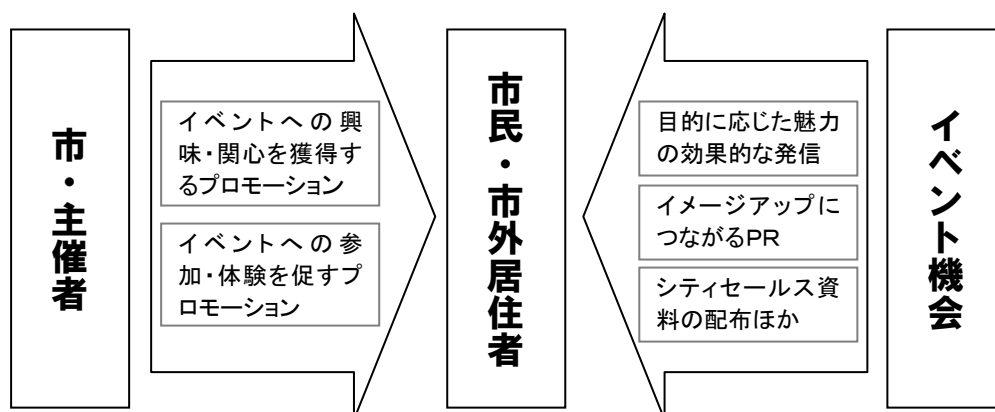 市・主催者
イベントへの興
味・関心を獲得す
るプロモーション
イベントへの参
加・体験を促すプ
ロモーション
市民・市外居住者
目的に応じた魅力
の効果的な発信
イメージアップに
つながるPR
シティセールス資
料の配布ほか
イベント機会